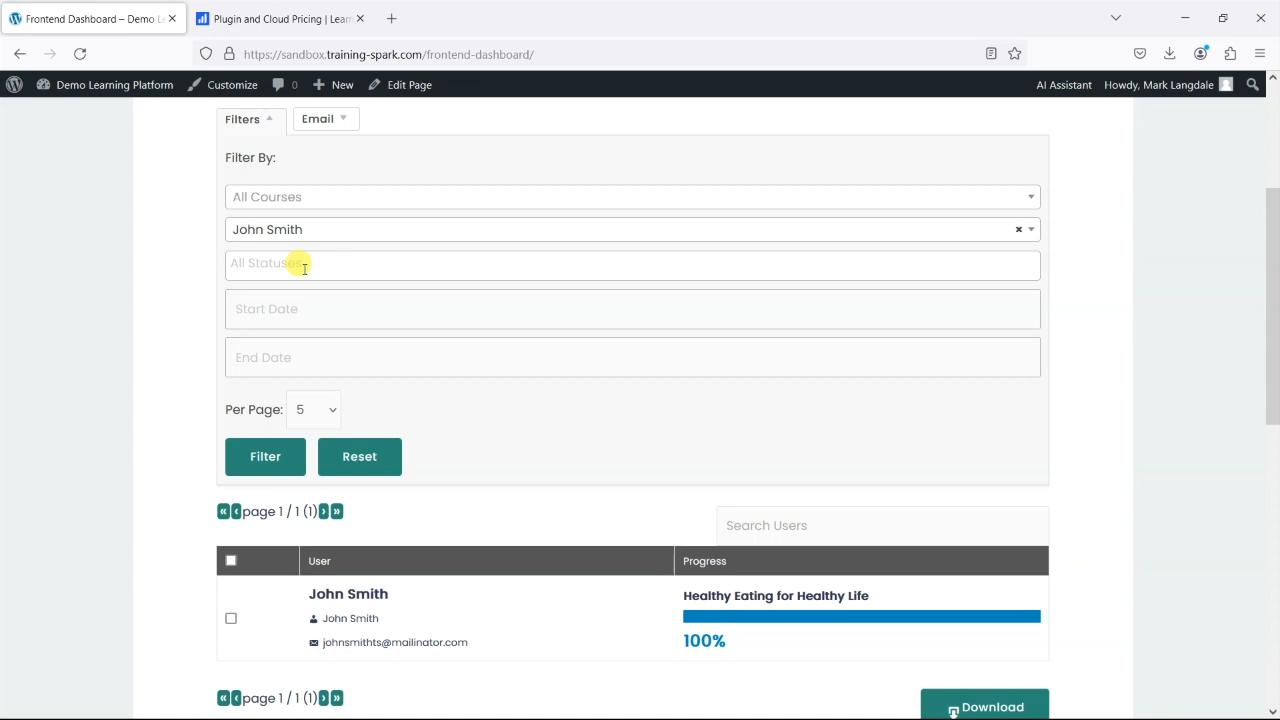 Frontend Dashboard – Demo Le
Plugin and Cloud Pricing | Learn
https://sandbox.training-spark.com/frontend-dashboard/
Demo Learning Platform Customize 0 New Edit Page AI Assistant Howdy, Mark Langdale
Filters Email
Filter By:
All Courses
John Smith
All Statuses
Start Date
End Date
Per Page: 5
Filter Reset
« ‹ page 1 / 1 (1) › »
Search Users
User Progress
John Smith
Healthy Eating for Healthy Life
John Smith
johnsmithts@mailinator.com
100%
« ‹ page 1 / 1 (1) › »
Download